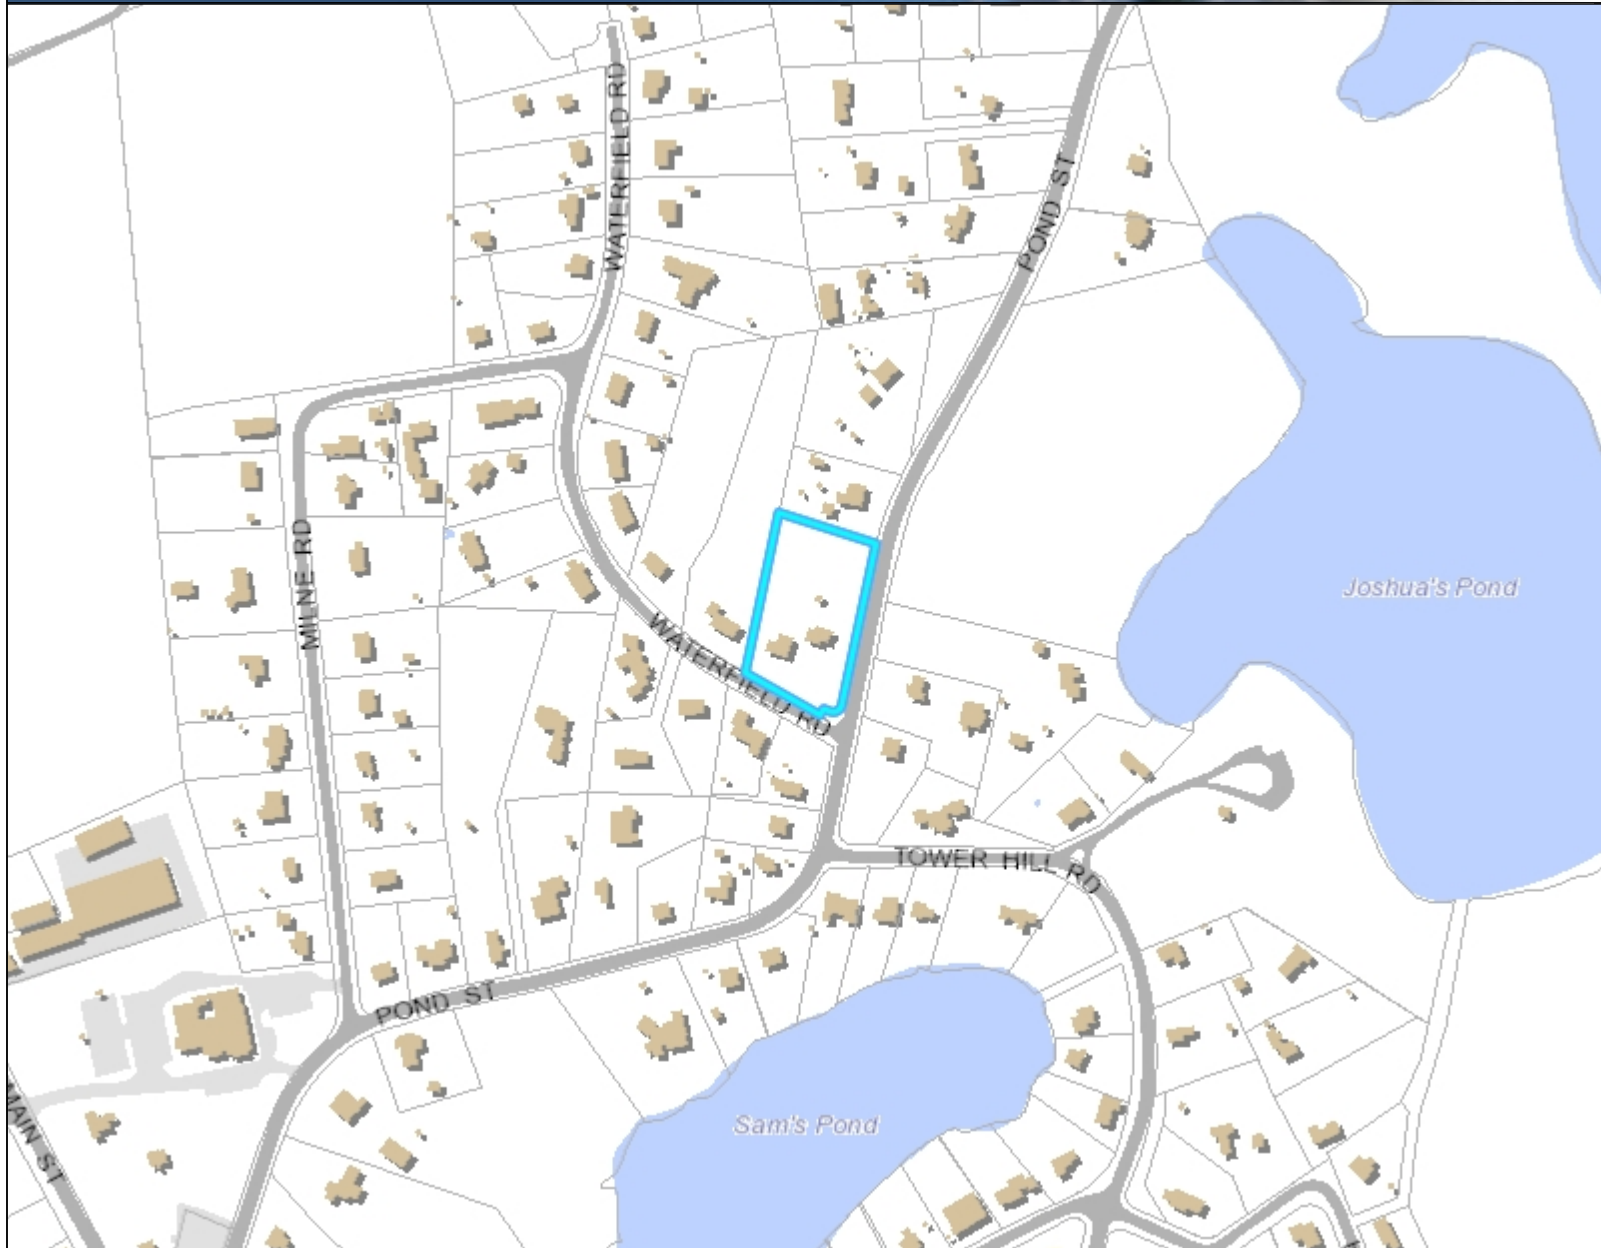 WATERFIELD RD
POND ST
MILNE RD
Joshua's Pond
WATERFIELD RD
TOWER HILL RD
POND ST
MAIN ST
Sam's Pond